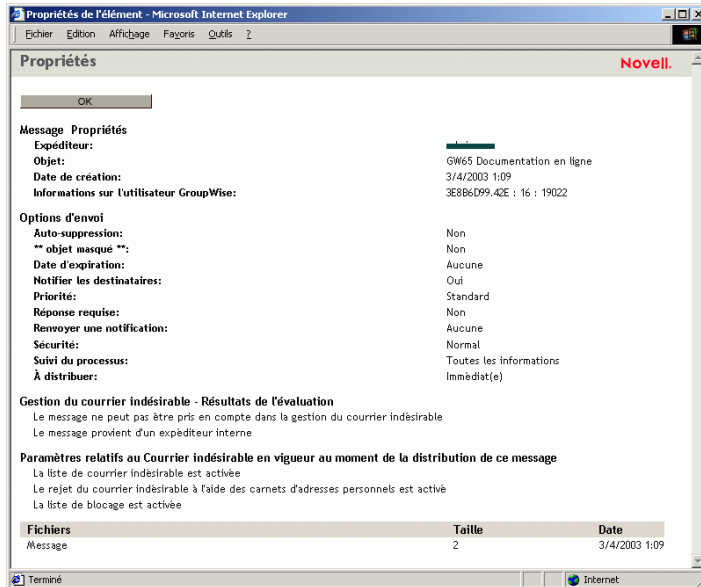 Propriétés de l'élément - Microsoft Internet Explorer
Fichier Edition Affichage Favoris Outils ?
Propriétés Novell.
OK
Message Propriétés
Expéditeur:
Objet: GW65 Documentation en ligne
Date de création: 3/4/2003 1:09
Informations sur l'utilisateur GroupWise: 3E8B6D99.42E : 16 : 19022
Options d'envoi
Auto-suppression: Non
** objet masqué **: Non
Date d'expiration: Aucune
Notifier les destinataires: Oui
Priorité: Standard
Réponse requise: Non
Renvoyer une notification: Aucune
Sécurité: Normal
Suivi du processus: Toutes les informations
À distribuer: Immédiat(e)
Gestion du courrier indésirable - Résultats de l'évaluation
Le message ne peut pas être pris en compte dans la gestion du courrier indésirable
Le message provient d'un expéditeur interne
Paramètres relatifs au Courrier indésirable en vigueur au moment de la distribution de ce message
La liste de courrier indésirable est activée
Le rejet du courrier indésirable à l'aide des carnets d'adresses personnels est activé
La liste de blocage est activée
Fichiers Taille Date
Message 2 3/4/2003 1:09
Terminé Internet